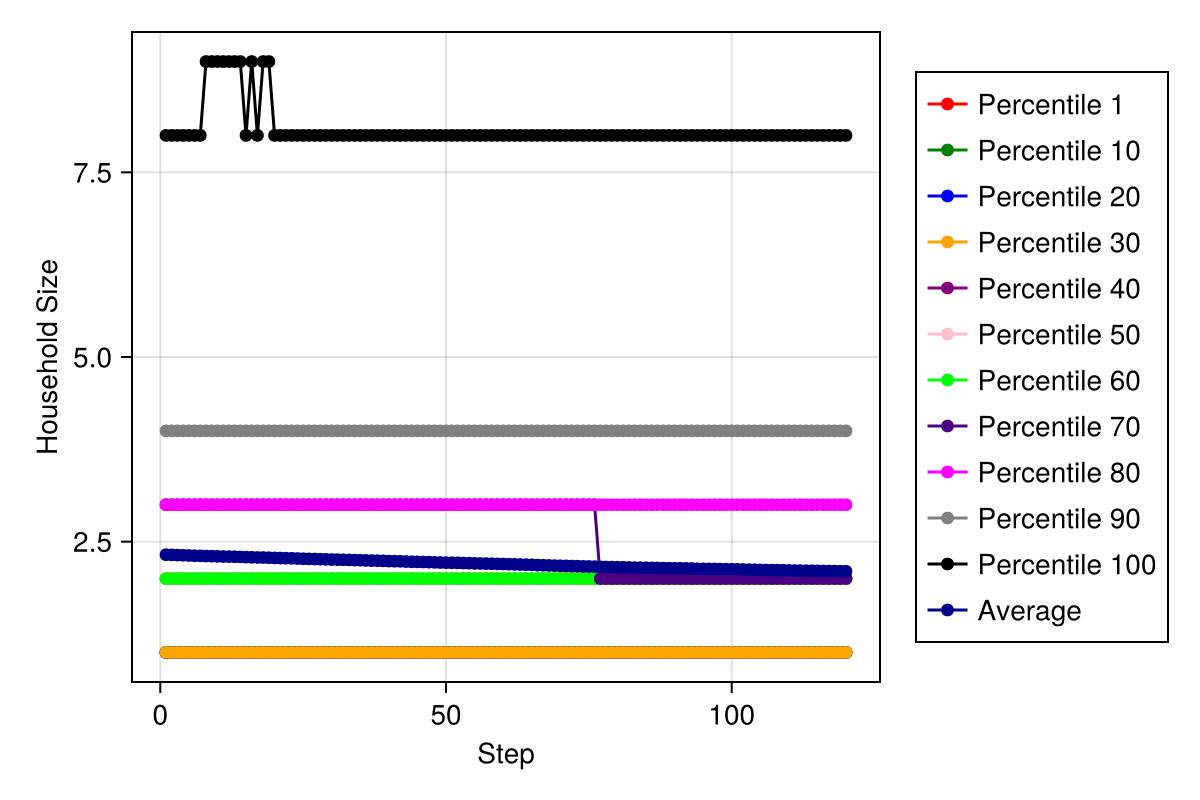 7.5
5.0
2.5
Household Size
0
50
100
Step
Percentile 1
Percentile 10
Percentile 20
Percentile 30
Percentile 40
Percentile 50
Percentile 60
Percentile 70
Percentile 80
Percentile 90
Percentile 100
Average